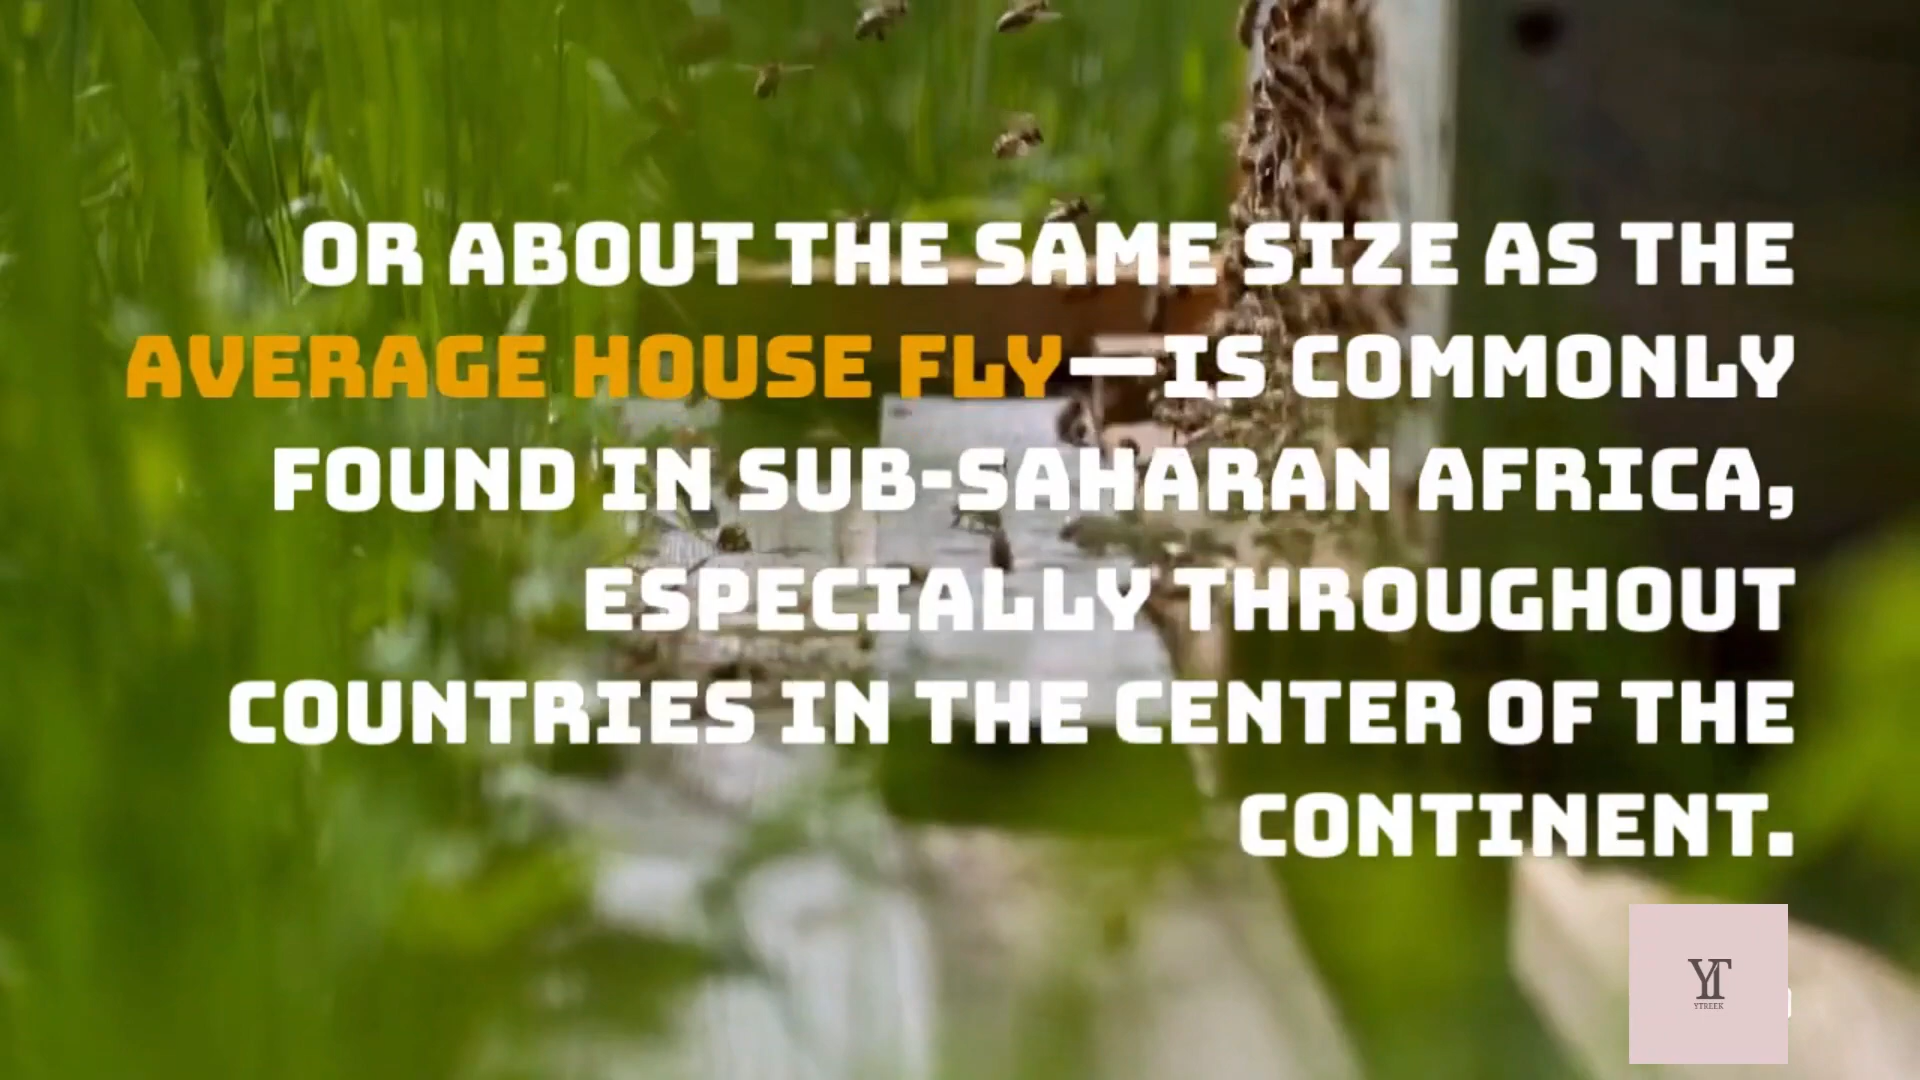 OR ABOUT THE SAME SIZE AS THE
AVERAGE HOUSE FLY—IS COMMONLY
FOUND IN SUB-SAHARAN AFRICA,
ESPECIALLY THROUGHOUT
COUNTRIES IN THE CENTER OF THE
CONTINENT.
YT
YTREEK